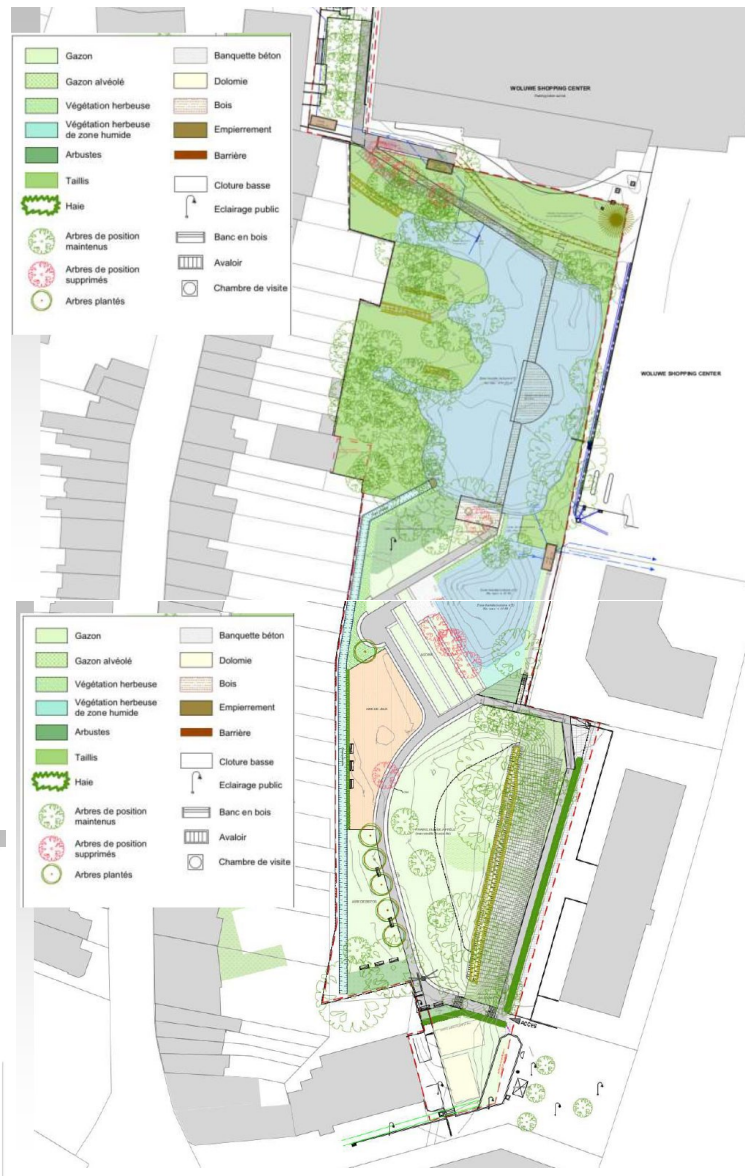 Gazon
Gazon alvéolé
Végétation herbeuse
Végétation herbeuse
de zone humide
Arbustes
Taillis
Haie
Arbres de position
maintenus
Arbres de position
supprimés
Arbres plantés
Banquette béton
Dolomie
Bois
Empierrement
Barrière
Cloture basse
Eclairage public
Banc en bois
Avaloir
Chambre de visite
WOLUWE SHOPPING CENTER
WOLUWE SHOPPING CENTER
Gazon
Gazon alvéolé
Végétation herbeuse
Végétation herbeuse
de zone humide
Arbustes
Taillis
Haie
Arbres de position
maintenus
Arbres de position
supprimés
Arbres plantés
Banquette béton
Dolomie
Bois
Empierrement
Barrière
Cloture basse
Eclairage public
Banc en bois
Avaloir
Chambre de visite
ACCES